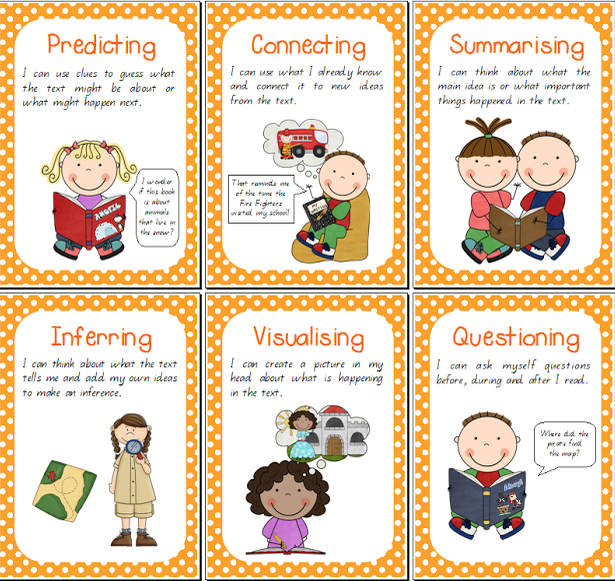 Predicting
I can use clues to guess what
the text might be about or
what might happen next.
I wonder
if this book
is about
animals
that live in
the snow?
ARCTIC
Connecting
I can use what I already know
and connect it to new ideas
from the text.
That reminds me
of the time the
Fire Fighters
visited my school!
Summarising
I can think about what the
main idea is or what important
things happened in the text.
Inferring
I can think about what the text
tells me and add my own ideas
to make an inference.
Visualising
I can create a picture in my
head about what is happening
in the text.
Questioning
I can ask myself questions
before, during and after I read.
Where did the
pirate find
the map?